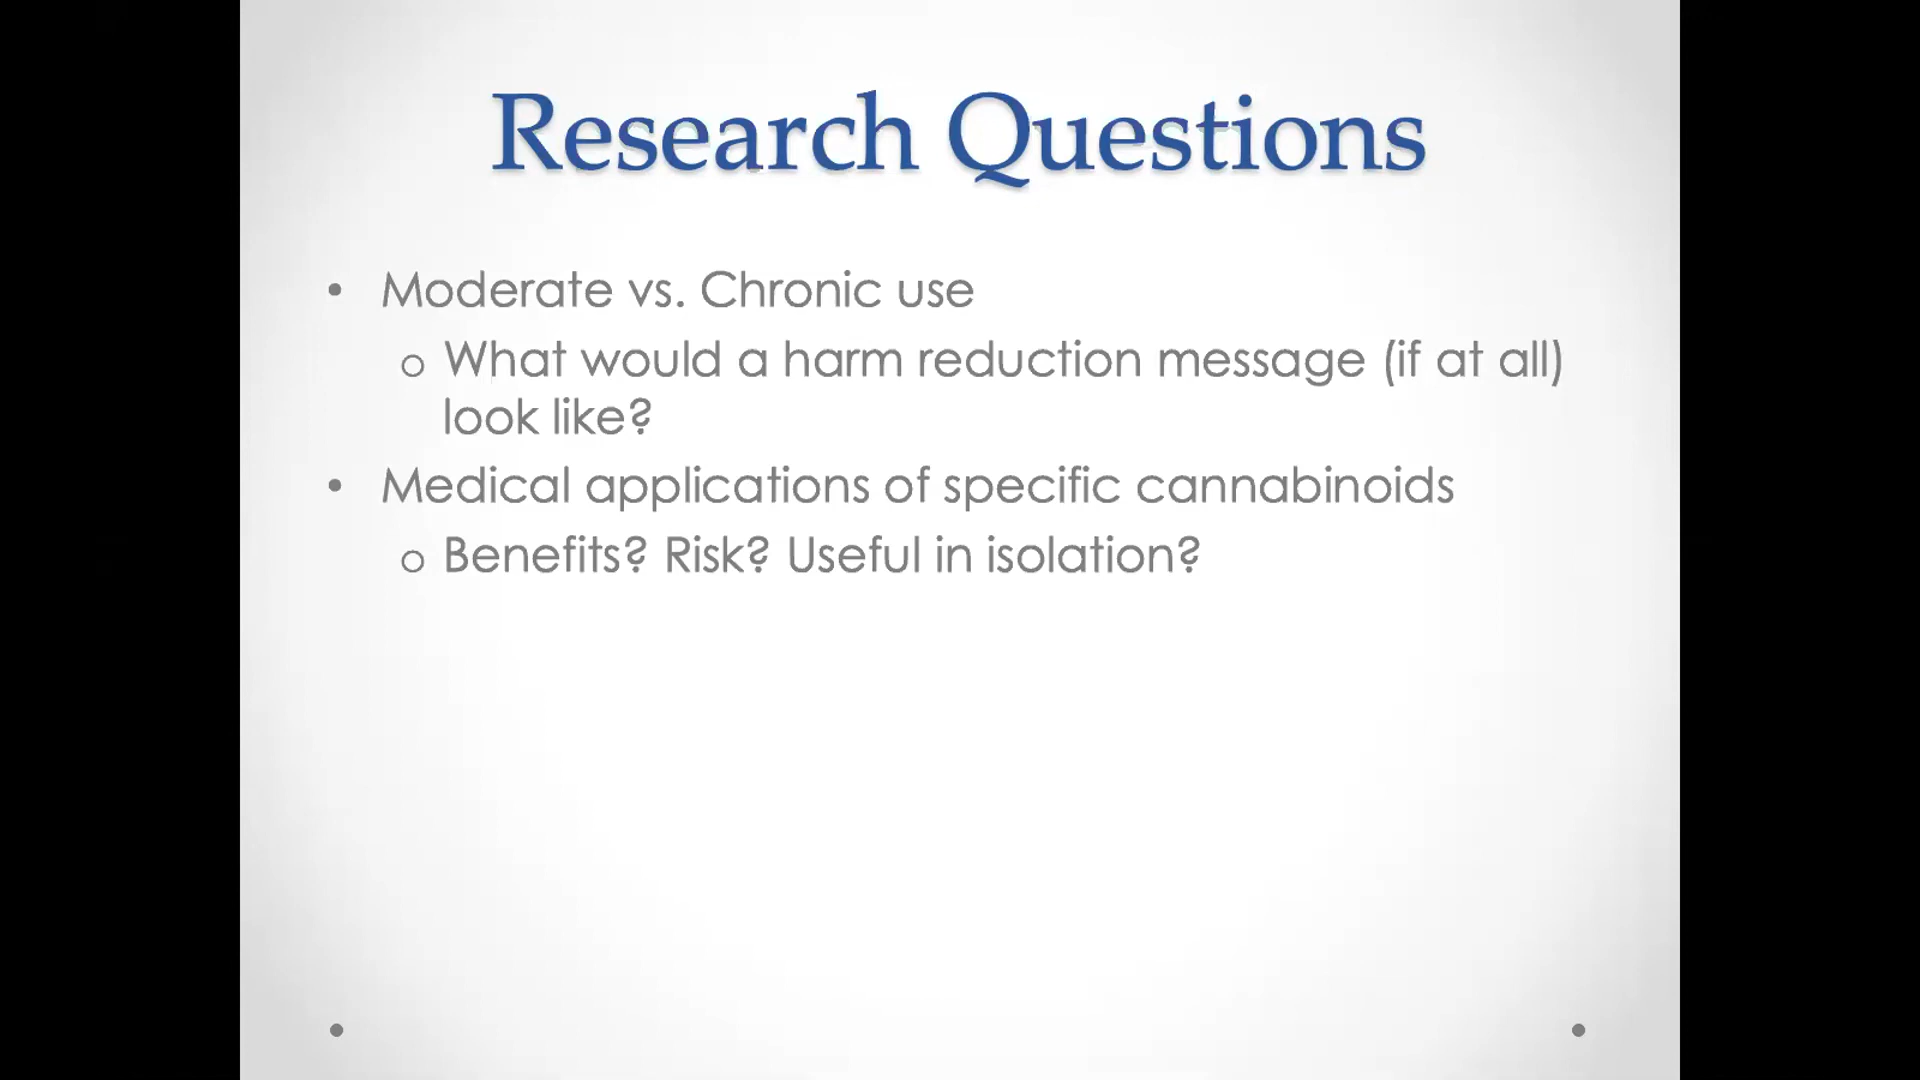 Research Questions
• Moderate vs. Chronic use
o What would a harm reduction message (if at all)
look like?
• Medical applications of specific cannabinoids
o Benefits? Risk? Useful in isolation?